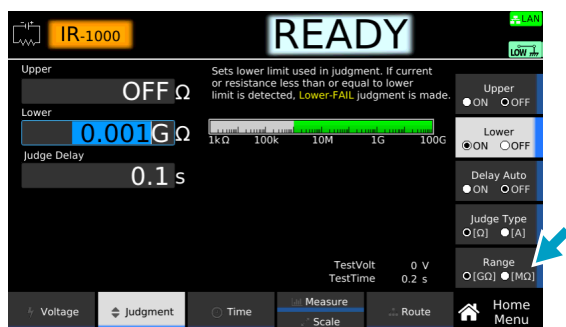 IR-1000
READY
LAN
LOW
Upper
OFF Ω
Lower
0.001G Ω
Judge Delay
0.1 s
Sets lower limit used in judgment. If current
or resistance less than or equal to lower
limit is detected, Lower-FAIL judgment is made.
1kΩ 100k 10M 1G 100G
TestVolt 0 V
TestTime 0.2 s
Upper
ON OFF
Lower
ON OFF
Delay Auto
ON OFF
Judge Type
[Ω] [A]
Range
[GΩ] [MΩ]
Voltage
Judgment
Time
Measure
Scale
Route
Home
Menu